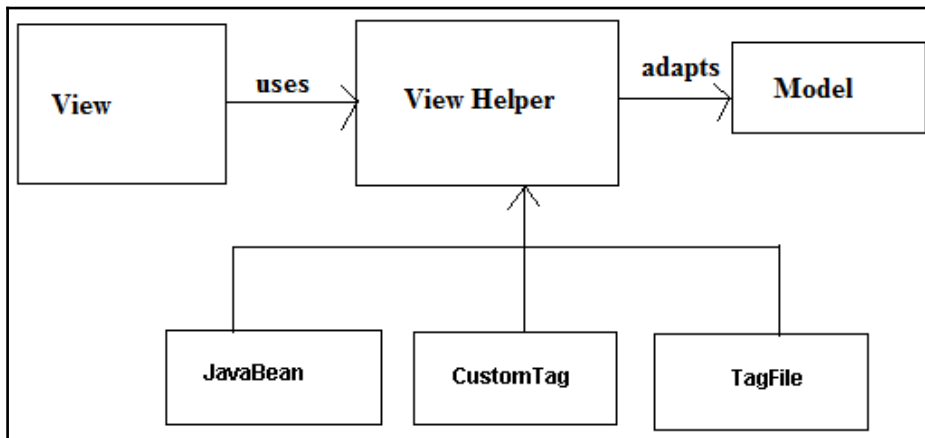 View
uses
View Helper
adapts
Model
JavaBean
CustomTag
TagFile